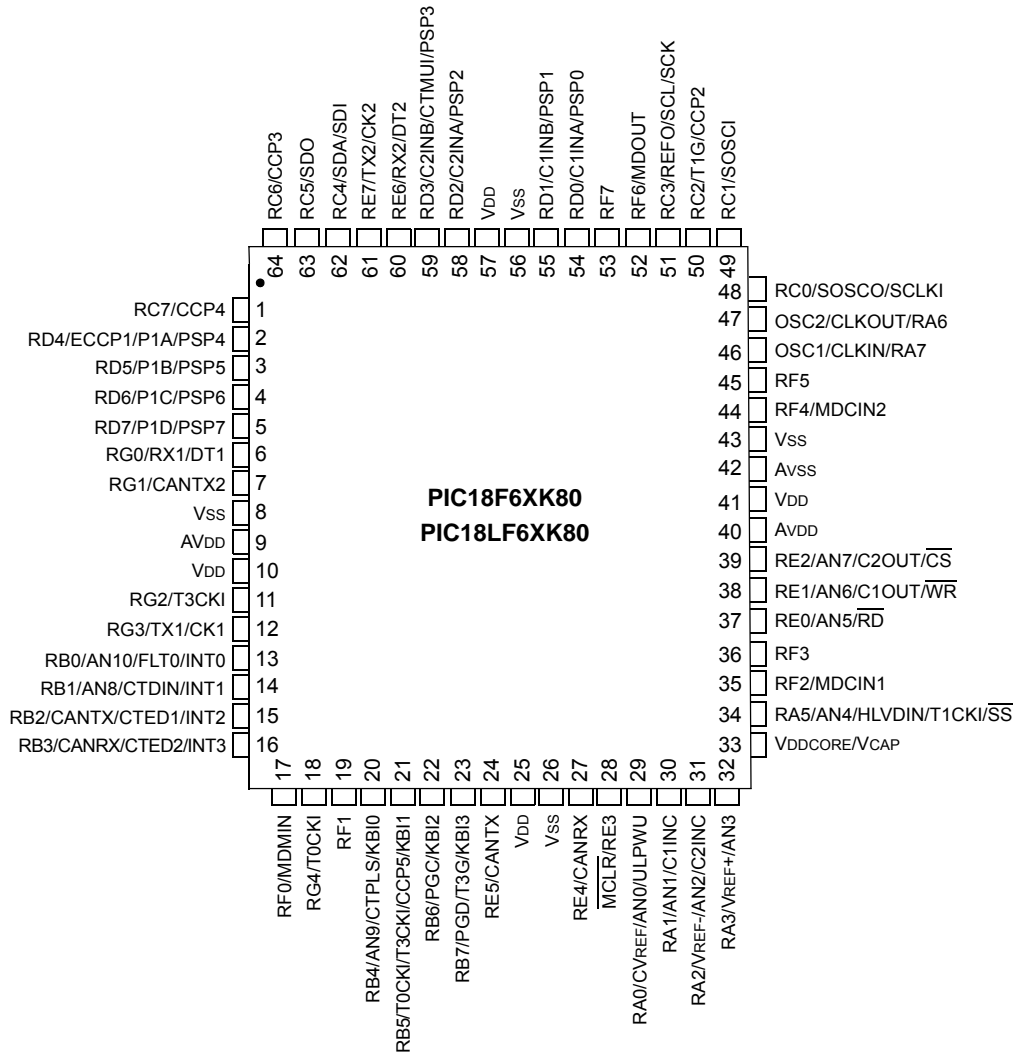 RC6/CCP3
RC5/SDO
RC4/SDA/SDI
RE7/TX2/CK2
RE6/RX2/DT2
RD3/C2INB/CTMUI/PSP3
RD2/C2INA/PSP2
VDD
VSS
RD1/C1INB/PSP1
RD0/C1INA/PSP0
RF7
RF6/MDOUT
RC3/REFO/SCL/SCK
RC2/T1G/CCP2
RC1/SOSCI
64 63 62 61 60 59 58 57 56 55 54 53 52 51 50 49
RC7/CCP4 1
RD4/ECCP1/P1A/PSP4 2
RD5/P1B/PSP5 3
RD6/P1C/PSP6 4
RD7/P1D/PSP7 5
RG0/RX1/DT1 6
RG1/CANTX2 7
VSS 8
AVDD 9
VDD 10
RG2/T3CKI 11
RG3/TX1/CK1 12
RB0/AN10/FLT0/INT0 13
RB1/AN8/CTDIN/INT1 14
RB2/CANTX/CTED1/INT2 15
RB3/CANRX/CTED2/INT3 16
PIC18F6XK80
PIC18LF6XK80
48 RC0/SOSCO/SCLKI
47 OSC2/CLKOUT/RA6
46 OSC1/CLKIN/RA7
45 RF5
44 RF4/MDCIN2
43 VSS
42 AVSS
41 VDD
40 AVDD
39 RE2/AN7/C2OUT/CS
38 RE1/AN6/C1OUT/WR
37 RE0/AN5/RD
36 RF3
35 RF2/MDCIN1
34 RA5/AN4/HLVDIN/T1CKI/SS
33 VDDCORE/VCAP
17 18 19 20 21 22 23 24 25 26 27 28 29 30 31 32
RF0/MDMIN
RG4/T0CKI
RF1
RB4/AN9/CTPLS/KBI0
RB5/T0CKI/T3CKI/CCP5/KBI1
RB6/PGC/KBI2
RB7/PGD/T3G/KBI3
RE5/CANTX
VDD
VSS
RE4/CANRX
MCLR/RE3
RA0/CVREF/AN0/ULPWU
RA1/AN1/C1INC
RA2/VREF-/AN2/C2INC
RA3/VREF+/AN3